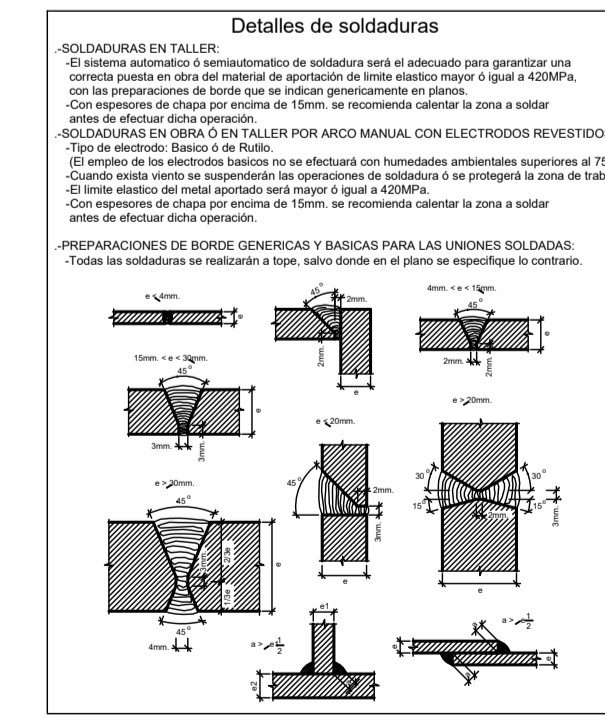 Detalles de soldaduras
.-SOLDADURAS EN TALLER:
-El sistema automatico ó semiautomatico de soldadura será el adecuado para garantizar una
correcta puesta en obra del material de aportación de limite elastico mayor ó igual a 420MPa,
con las preparaciones de borde que se indican genericamente en planos.
-Con espesores de chapa por encima de 15mm. se recomienda calentar la zona a soldar
antes de efectuar dicha operación.
.-SOLDADURAS EN OBRA Ó EN TALLER POR ARCO MANUAL CON ELECTRODOS REVESTIDO
-Tipo de electrodo: Basico ó de Rutilo.
(El empleo de los electrodos basicos no se efectuará con humedades ambientales superiores al 75
-Cuando exista viento se suspenderán las operaciones de soldadura ó se protegerá la zona de trab
-El limite elastico del metal aportado será mayor ó igual a 420MPa.
-Con espesores de chapa por encima de 15mm. se recomienda calentar la zona a soldar
antes de efectuar dicha operación.
.-PREPARACIONES DE BORDE GENERICAS Y BASICAS PARA LAS UNIONES SOLDADAS:
-Todas las soldaduras se realizarán a tope, salvo donde en el plano se especifique lo contrario.
e < 4mm.
e
45°
2mm.
2mm.
e
4mm. < e < 15mm.
45°
e
2mm.
2mm.
15mm. < e < 30mm.
45°
e
3mm.
3mm.
e < 20mm.
45°
2mm.
3mm.
e
e > 20mm.
30°
30°
15°
15°
2mm.
3mm.
e
e > 30mm.
45°
3mm.
2/3e
1/3e
e
45°
4mm.
e1
a > e 1/2
e2
a
a > e 1/2
e
a
e
a